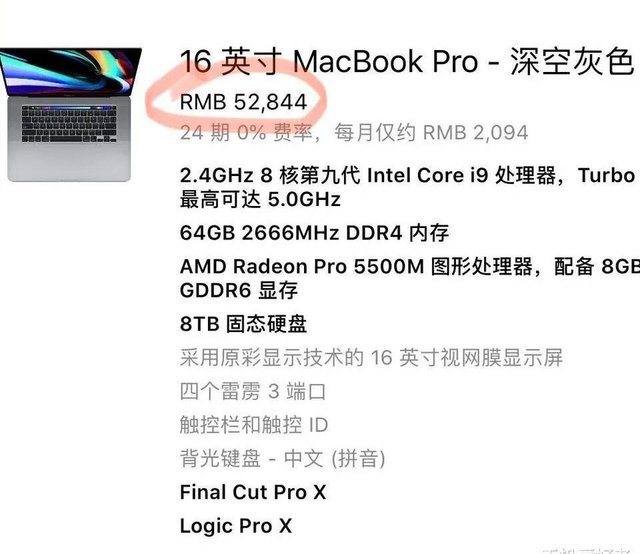 16 英寸 MacBook Pro - 深空灰色
RMB 52,844
24 期 0% 费率，每月仅约 RMB 2,094
2.4GHz 8 核第九代 Intel Core i9 处理器，Turbo
最高可达 5.0GHz
64GB 2666MHz DDR4 内存
AMD Radeon Pro 5500M 图形处理器，配备 8GB
GDDR6 显存
8TB 固态硬盘
采用原彩显示技术的 16 英寸视网膜显示屏
四个雷雳 3 端口
触控栏和触控 ID
背光键盘 - 中文 (拼音)
Final Cut Pro X
Logic Pro X